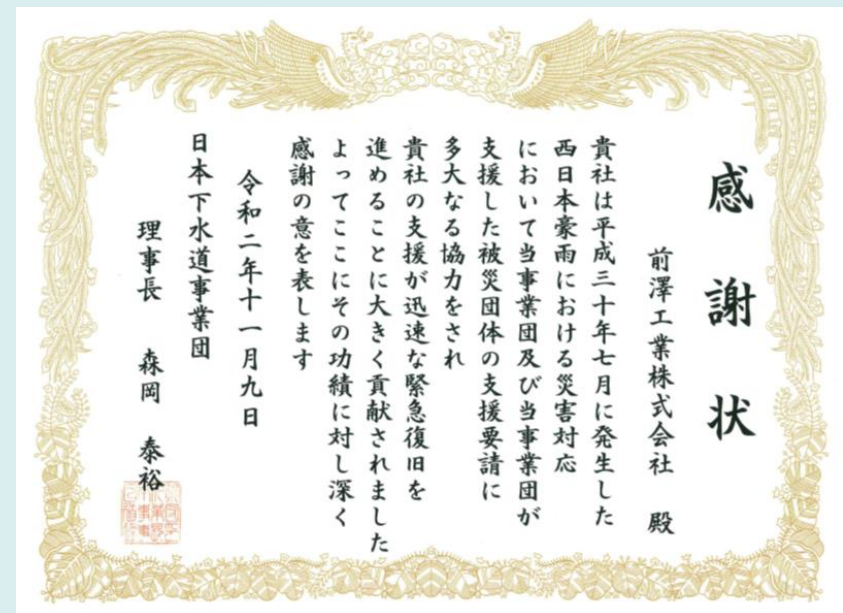 感謝状
前澤工業株式会社 殿
貴社は平成三十年七月に発生した
西日本豪雨における災害対応
において当事業団及び当事業団が
支援した被災団体の支援要請に
多大なる協力をされ
貴社の支援が迅速な緊急復旧を
進めることに大きく貢献されました
よってここにその功績に対し深く
感謝の意を表します
令和二年十一月九日
日本下水道事業団
理事長 森岡 泰裕